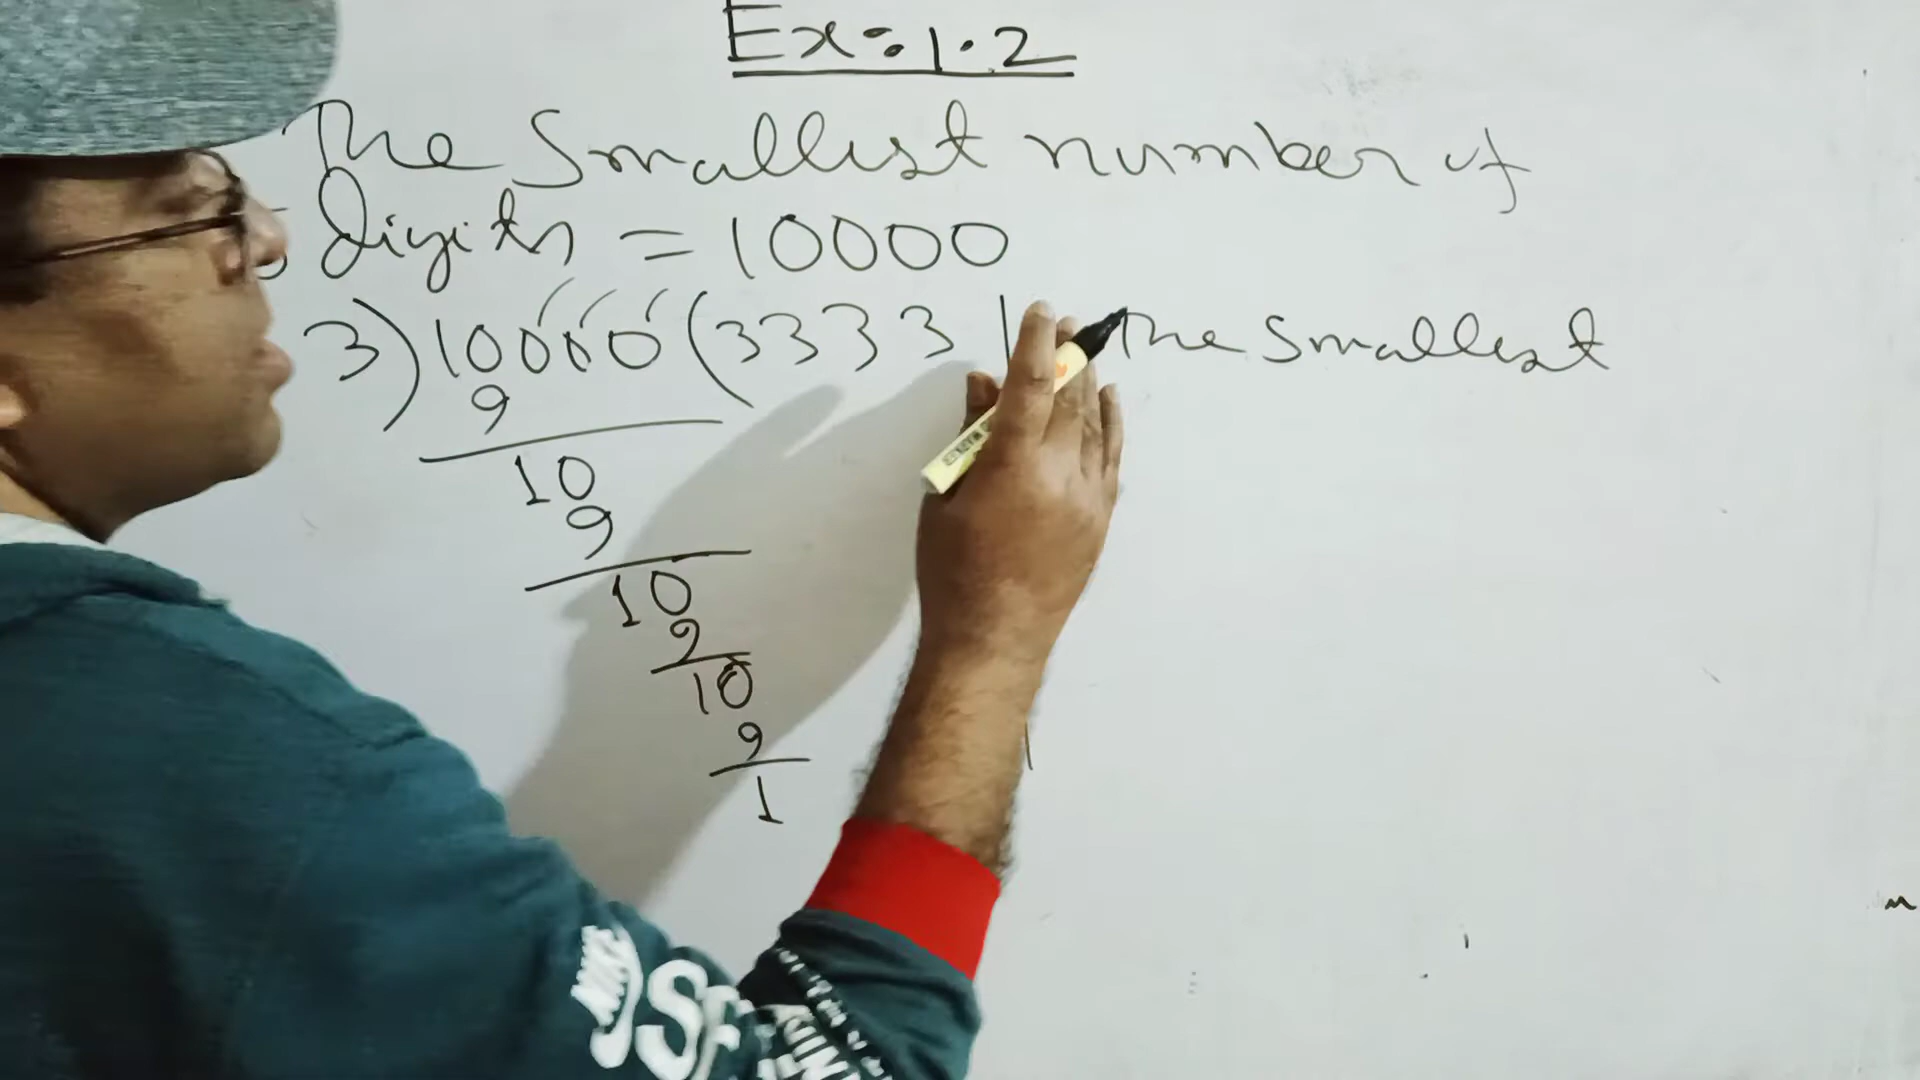 Ex:1.2
The Smallest number of
digits = 10000
3)10000(3333 | The Smallest
9
10
9
10
9
10
9
1
SF